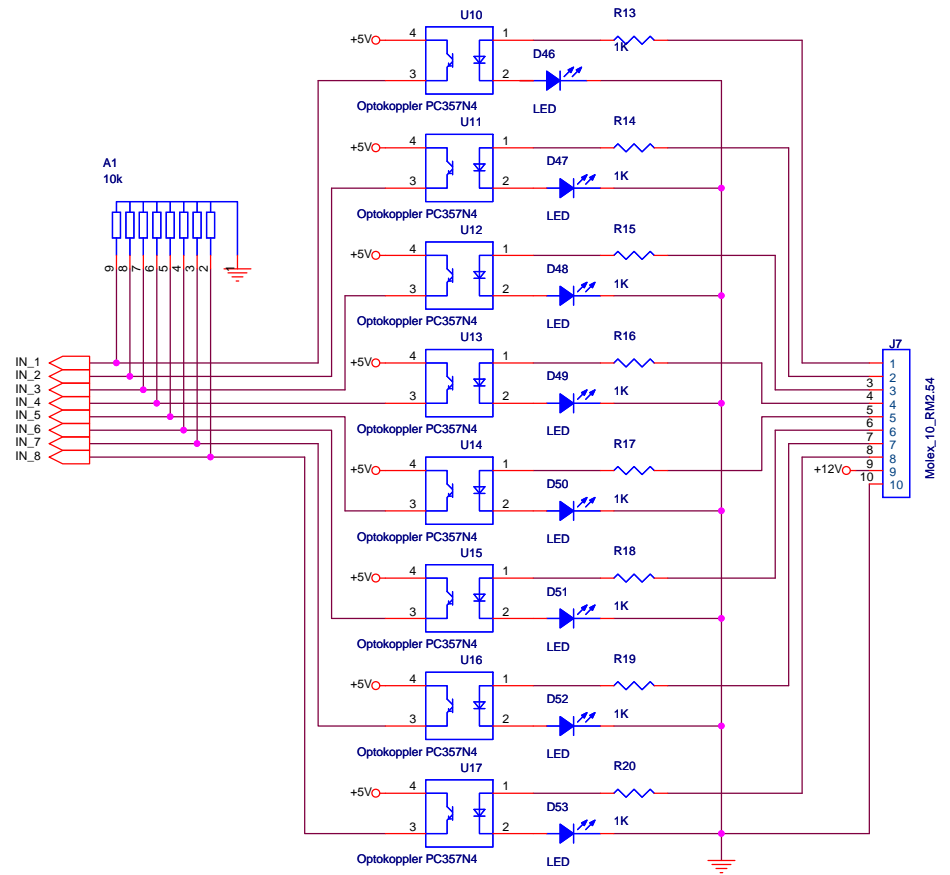 U10
R13
+5V
4
1
1K
D46
3
2
Optokoppler PC357N4
LED
U11
R14
+5V
4
1
D47
1K
3
2
Optokoppler PC357N4
LED
A1
10k
U12
R15
+5V
4
1
D48
1K
3
2
Optokoppler PC357N4
LED
9
8
7
6
5
4
3
2
1
U13
R16
+5V
4
1
D49
1K
3
2
Optokoppler PC357N4
LED
IN_1
IN_2
IN_3
IN_4
IN_5
IN_6
IN_7
IN_8
J7
1
2
3 3
4 4
5 5
6 6
7 7
8 8
+12V 9 9
10 10
Molex_10_RM2.54
U14
R17
+5V
4
1
D50
1K
3
2
Optokoppler PC357N4
LED
U15
R18
+5V
4
1
D51
1K
3
2
Optokoppler PC357N4
LED
U16
R19
+5V
4
1
D52
1K
3
2
Optokoppler PC357N4
LED
U17
R20
+5V
4
1
D53
1K
3
2
Optokoppler PC357N4
LED